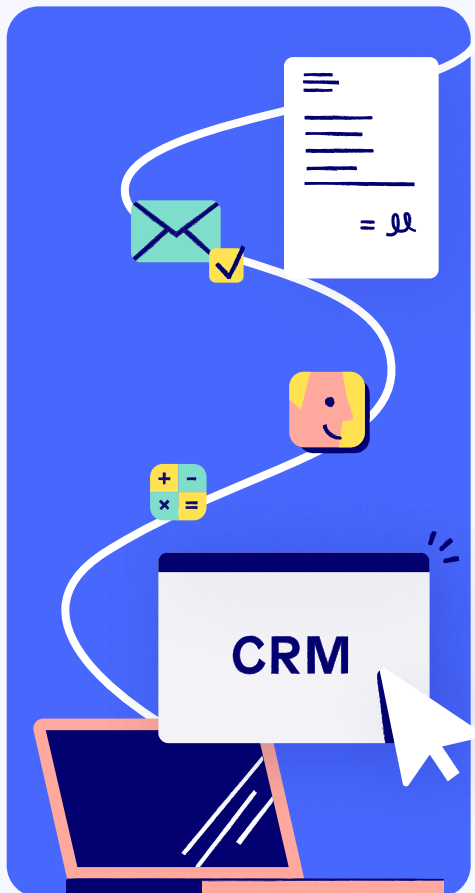 =
+ -
× =
CRM